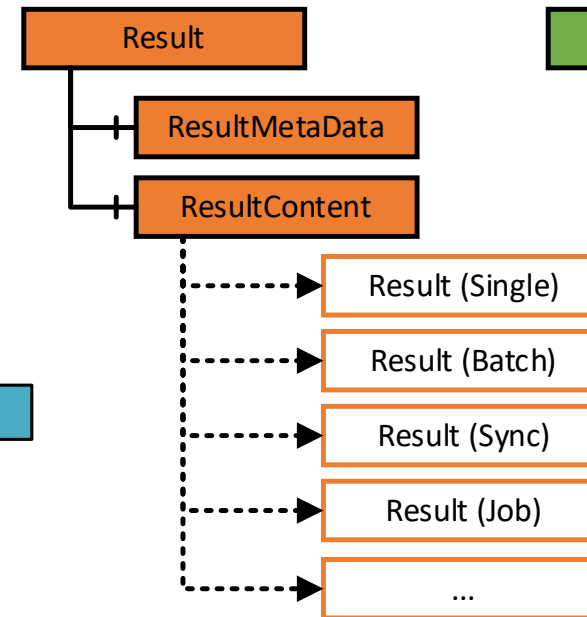 Result
ResultMetaData
ResultContent
Result (Single)
Result (Batch)
Result (Sync)
Result (Job)
...